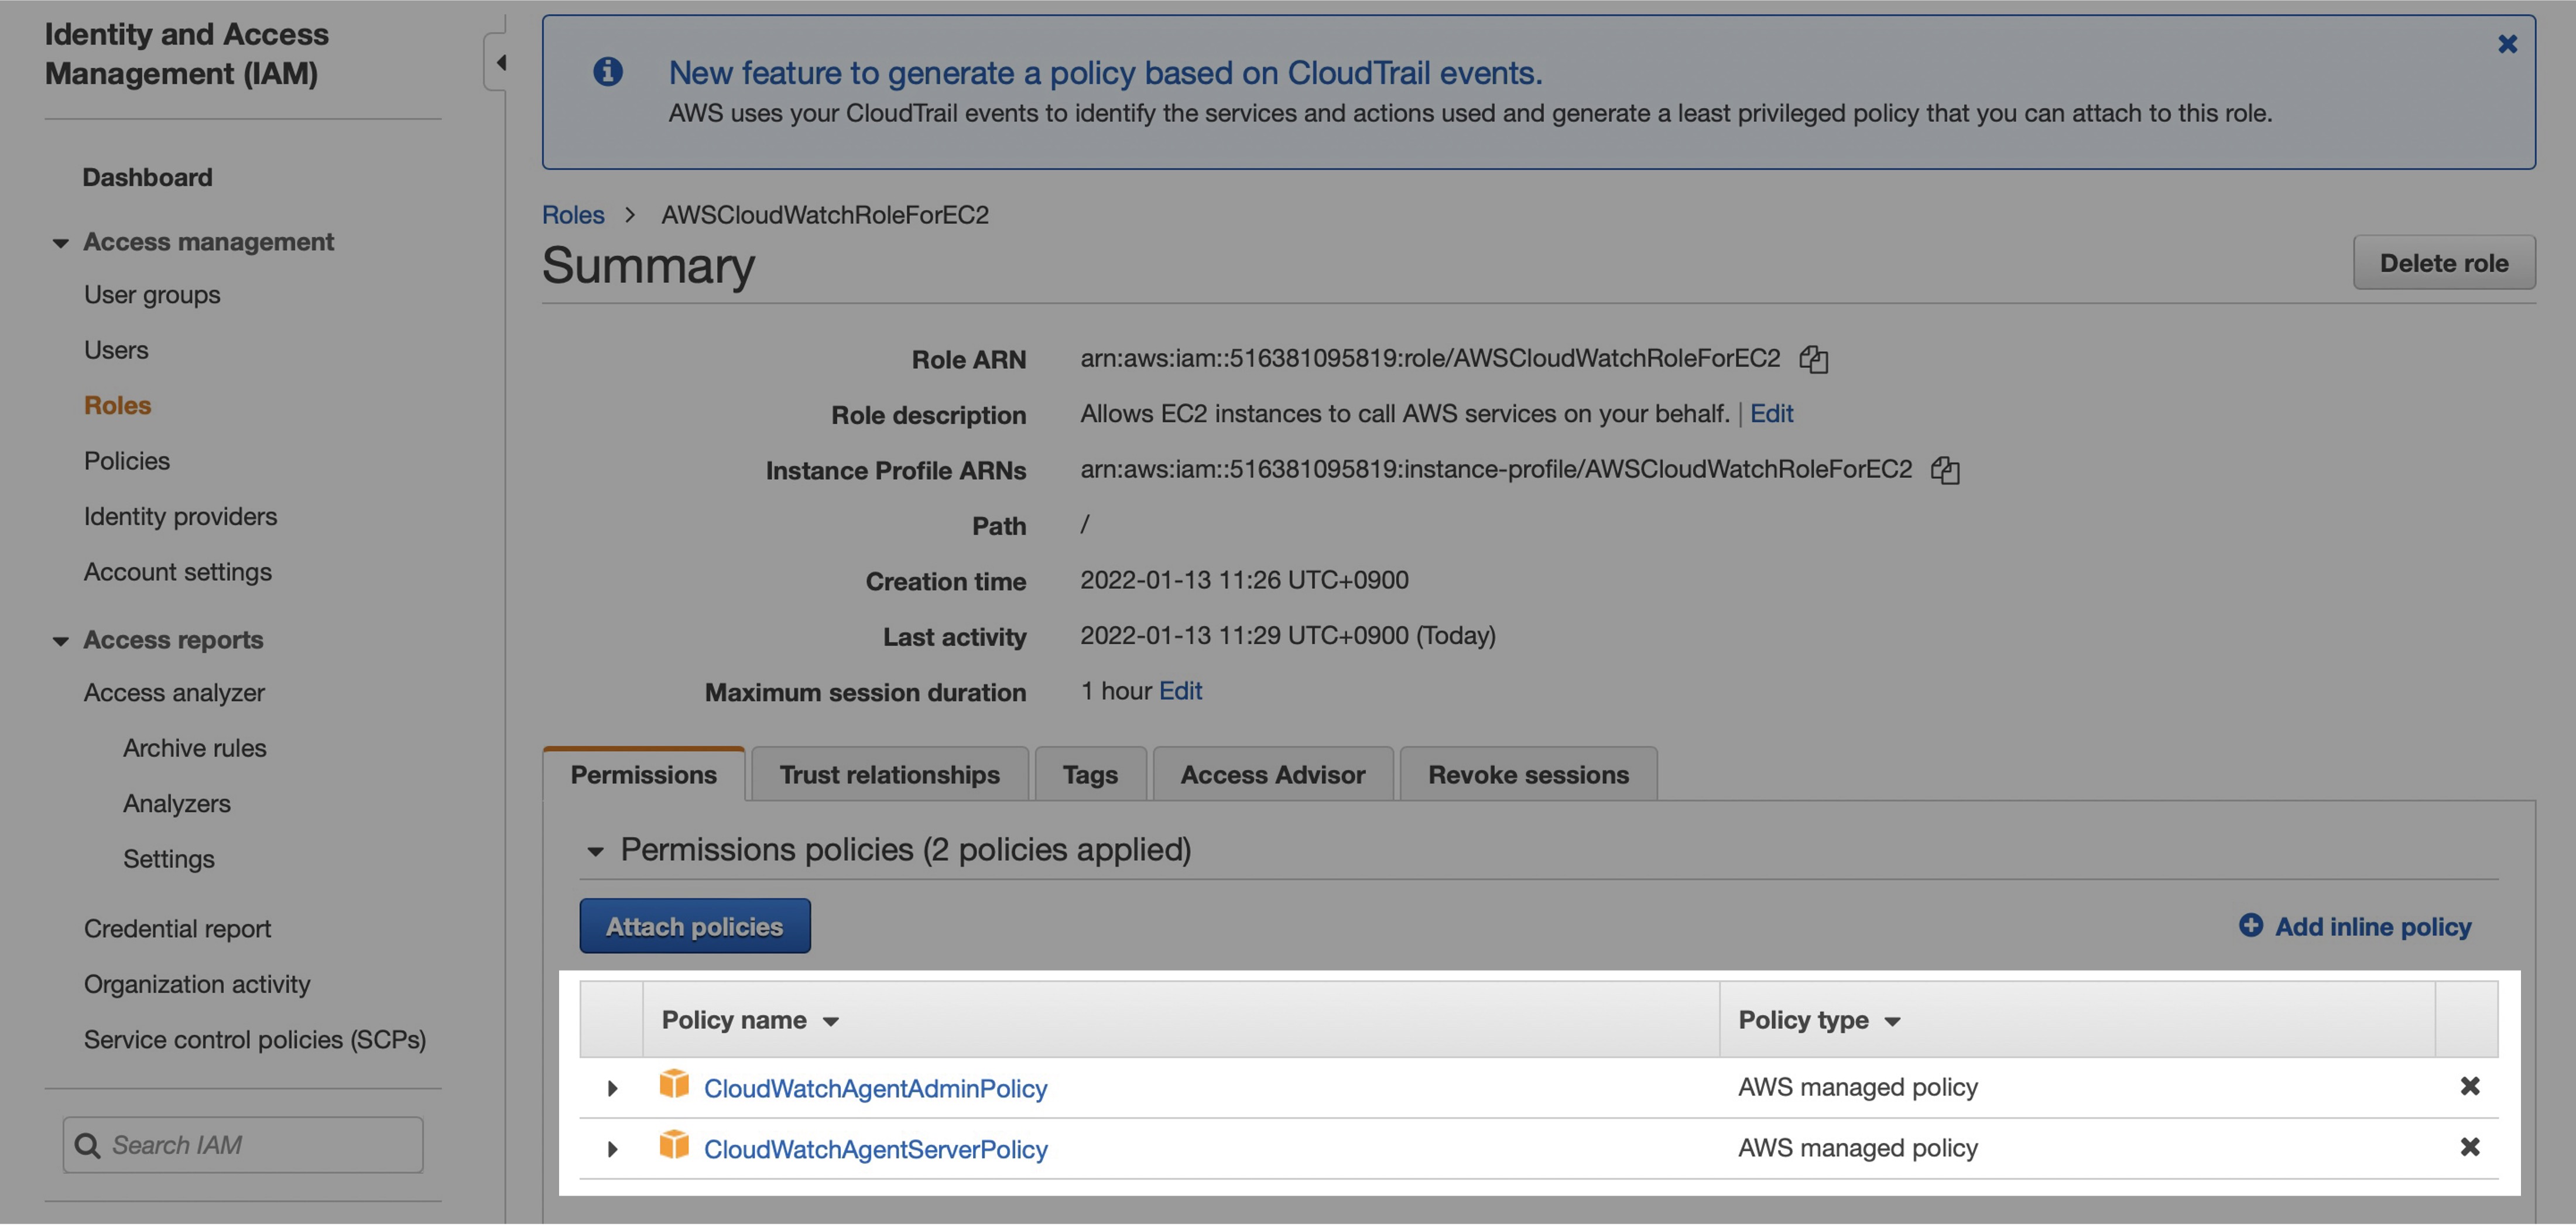 Identity and Access
Management (IAM)
Dashboard
Access management
User groups
Users
Roles
Policies
Identity providers
Account settings
Access reports
Access analyzer
Archive rules
Analyzers
Settings
Credential report
Organization activity
Service control policies (SCPs)
Search IAM
New feature to generate a policy based on CloudTrail events.
AWS uses your CloudTrail events to identify the services and actions used and generate a least privileged policy that you can attach to this role.
Roles > AWSCloudWatchRoleForEC2
Summary
Delete role
Role ARN arn:aws:iam::516381095819:role/AWSCloudWatchRoleForEC2
Role description Allows EC2 instances to call AWS services on your behalf. | Edit
Instance Profile ARNs arn:aws:iam::516381095819:instance-profile/AWSCloudWatchRoleForEC2
Path /
Creation time 2022-01-13 11:26 UTC+0900
Last activity 2022-01-13 11:29 UTC+0900 (Today)
Maximum session duration 1 hour Edit
Permissions Trust relationships Tags Access Advisor Revoke sessions
Permissions policies (2 policies applied)
Attach policies Add inline policy
Policy name Policy type
CloudWatchAgentAdminPolicy AWS managed policy
CloudWatchAgentServerPolicy AWS managed policy